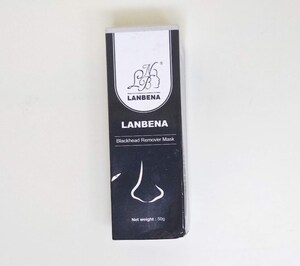 LANBENA
LANBENA
Blackhead Remover Mask
Net weight : 30g